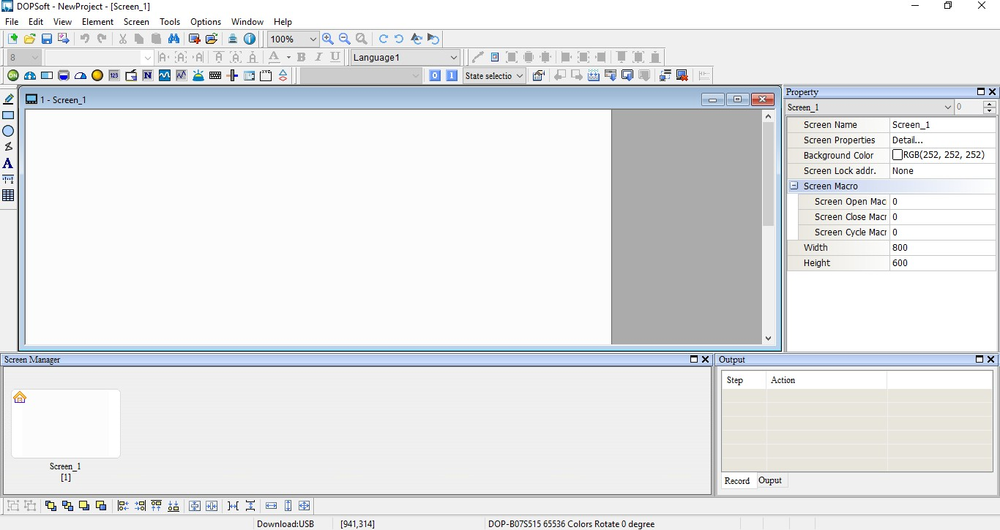 DOPSoft - NewProject - [Screen_1]
File Edit View Element Screen Tools Options Window Help
100%
8 A A A A A A A B I U Language1
ON 123 N 0 1 State selectio
1 - Screen_1
A
Property
Screen_1 0
Screen Name Screen_1
Screen Properties Detail...
Background Color RGB(252, 252, 252)
Screen Lock addr. None
Screen Macro
Screen Open Mac 0
Screen Close Macr 0
Screen Cycle Macr 0
Width 800
Height 600
Screen Manager
Screen_1
[1]
Output
Step Action
Record Ouput
Download:USB [941,314] DOP-B07S515 65536 Colors Rotate 0 degree